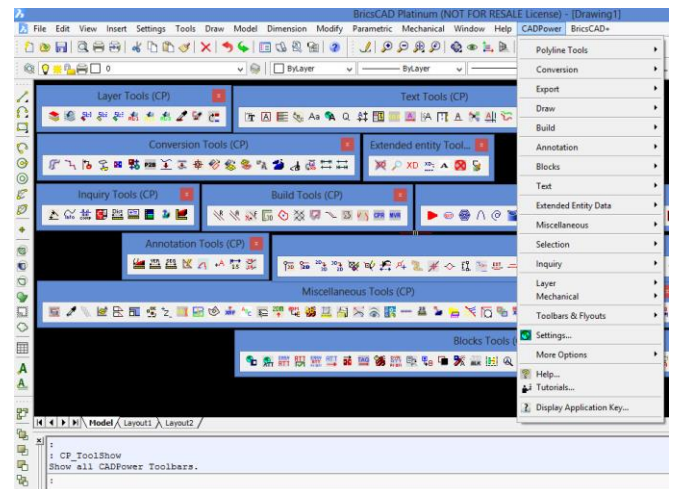 BricsCAD Platinum (NOT FOR RESALE License) - [Drawing1]
File Edit View Insert Settings Tools Draw Model Dimension Modify Parametric Mechanical Window Help CADPower BricsCAD+
0
ByLayer
ByLayer
Layer Tools (CP)
Text Tools (CP)
Conversion Tools (CP)
Extended entity Tool...
Inquiry Tools (CP)
Build Tools (CP)
Annotation Tools (CP)
Miscellaneous Tools (CP)
Blocks Tools
Polyline Tools
Conversion
Export
Draw
Build
Annotation
Blocks
Text
Extended Entity Data
Miscellaneous
Selection
Inquiry
Layer
Mechanical
Toolbars & Flyouts
Settings...
More Options
Help...
Tutorials...
Display Application Key...
Model Layout1 Layout2
:
: CP_ToolShow
Show all CADPower Toolbars.
: